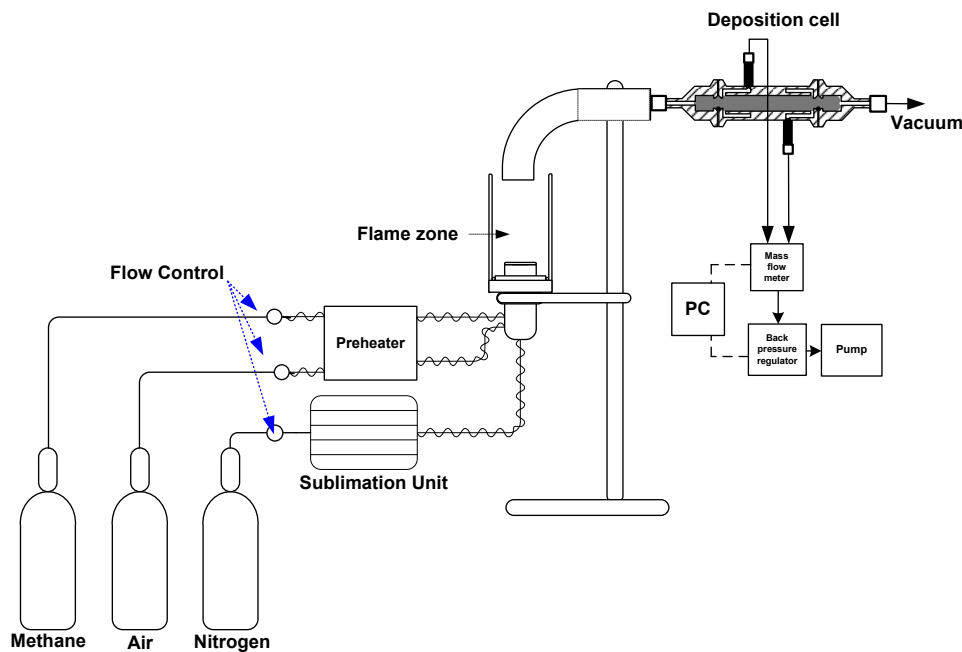 Deposition cell
Vacuum
Flame zone
Flow Control
Mass
flow
meter
PC
Preheater
Back
pressure
regulator
Pump
Sublimation Unit
Methane
Air
Nitrogen